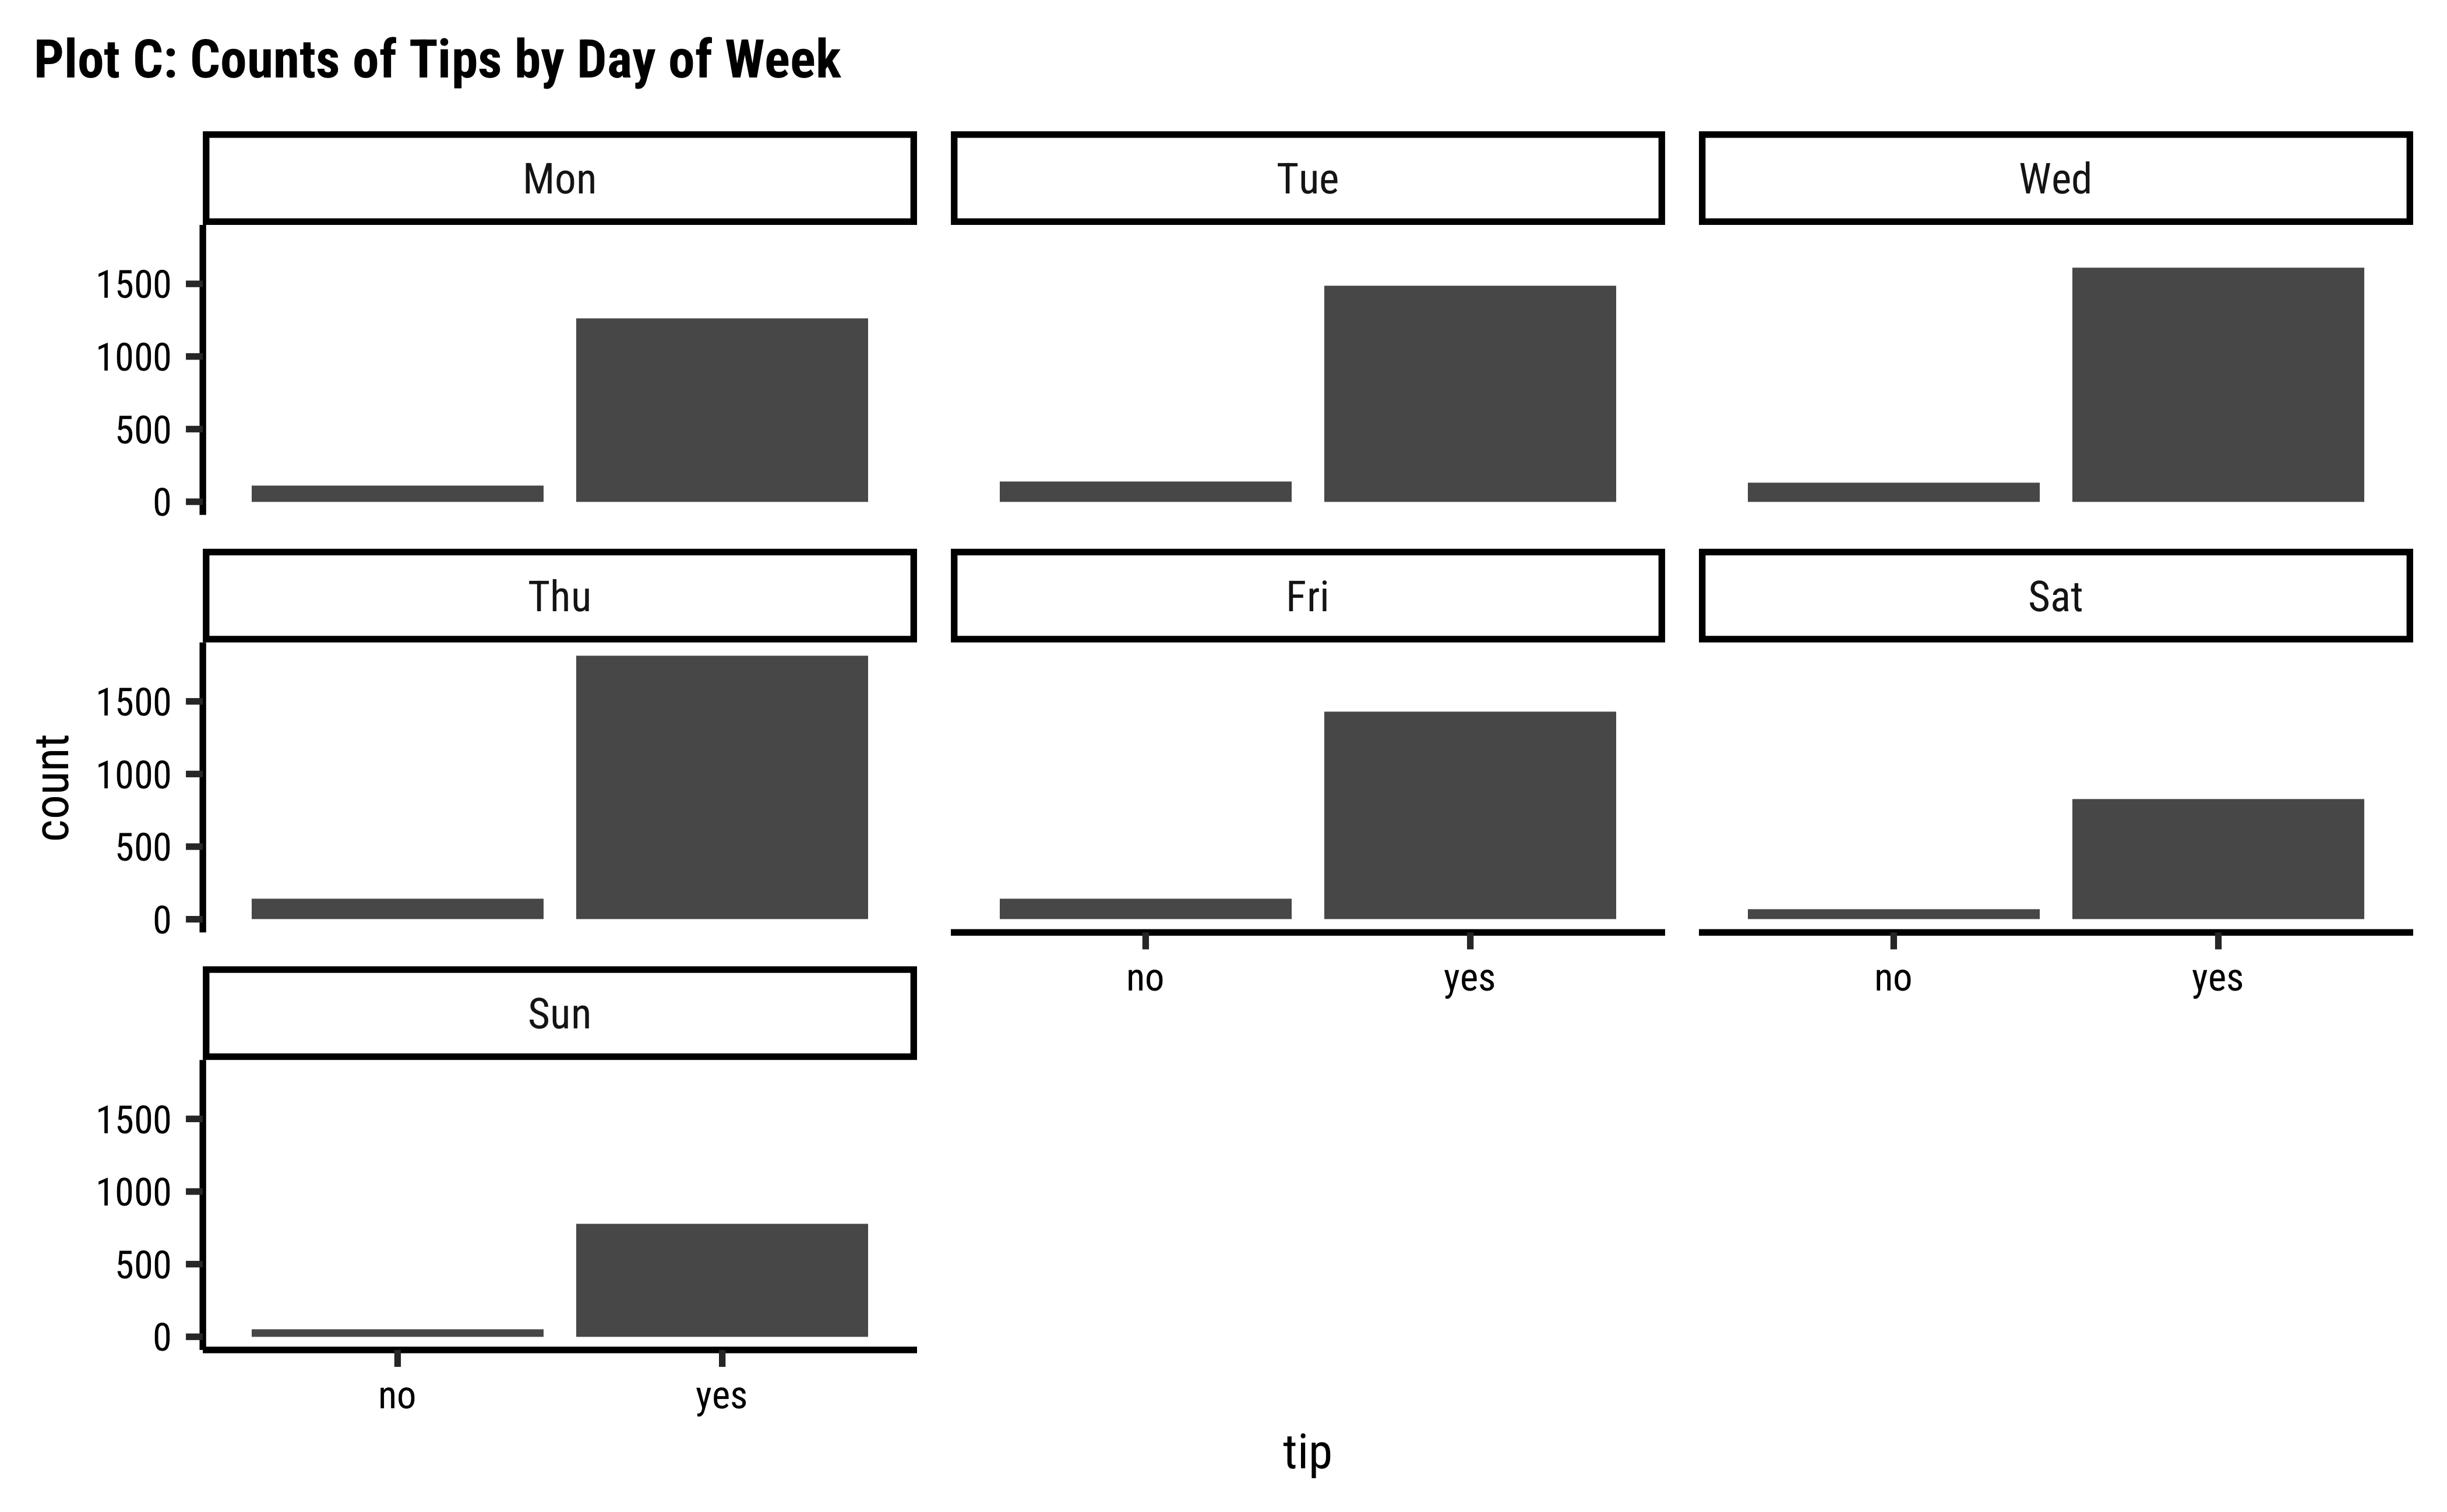 Plot C: Counts of Tips by Day of Week
Mon
Tue
Wed
1500
1000
500
0
Thu
Fri
Sat
count
1500
1000
500
0
no
yes
no
yes
Sun
1500
1000
500
0
no
yes
tip